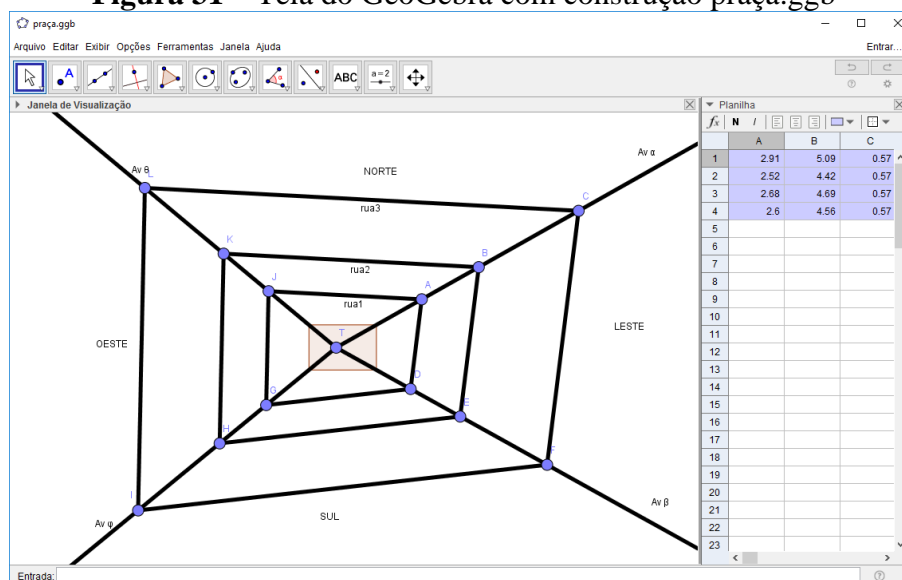 Figura 31 – Tela do GeoGebra com construção praça.ggb
praça.ggb
Arquivo Editar Exibir Opções Ferramentas Janela Ajuda
Entrar...
ABC
a=2
Janela de Visualização
Planilha
fx N I
A B C
1 2.91 5.09 0.57
2 2.52 4.42 0.57
3 2.68 4.69 0.57
4 2.6 4.56 0.57
5
6
7
8
9
10
11
12
13
14
15
16
17
18
19
20
21
22
23
Av α
Av θ
L
NORTE
C
rua3
K
B
rua2
J
A
rua1
T
LESTE
OESTE
G
D
E
H
F
I
Av β
SUL
Av φ
Entrada: